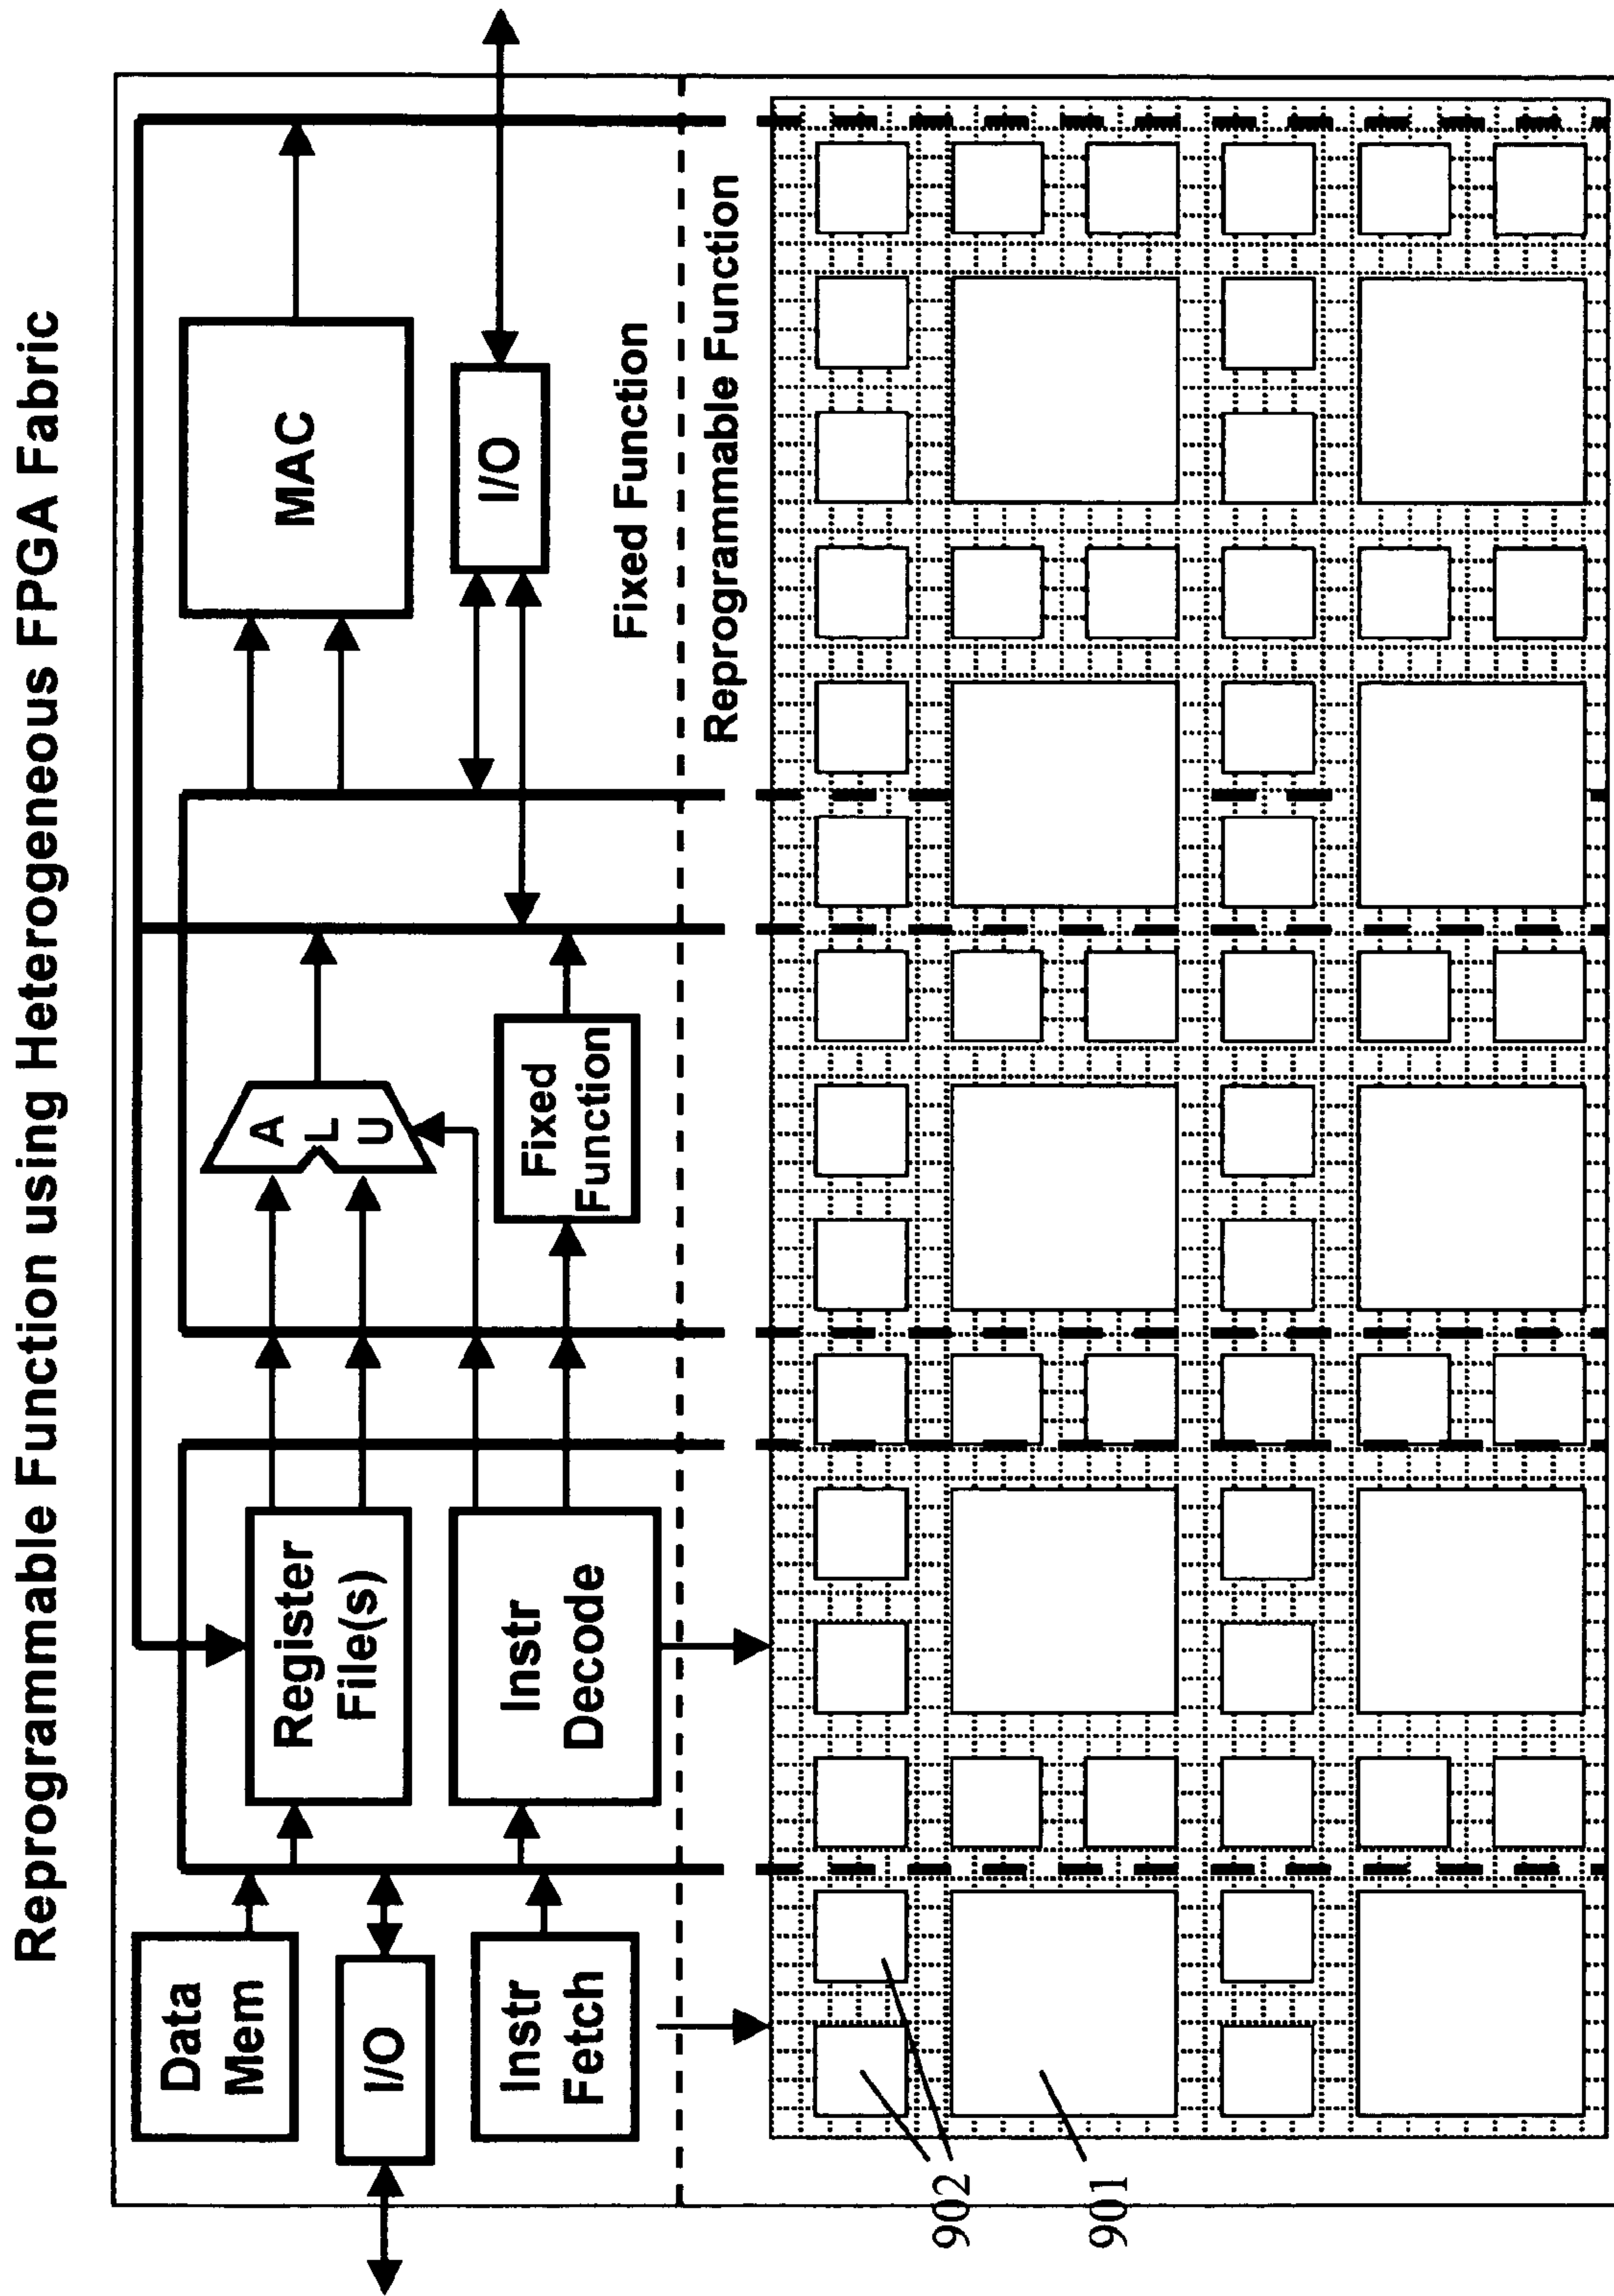 Reprogrammable Function using Heterogeneous FPGA Fabric
Data
Mem
I/O
Instr
Fetch
Register
File(s)
Instr
Decode
A
L
U
Fixed
Function
MAC
I/O
Fixed Function
Reprogrammable Function
902
901